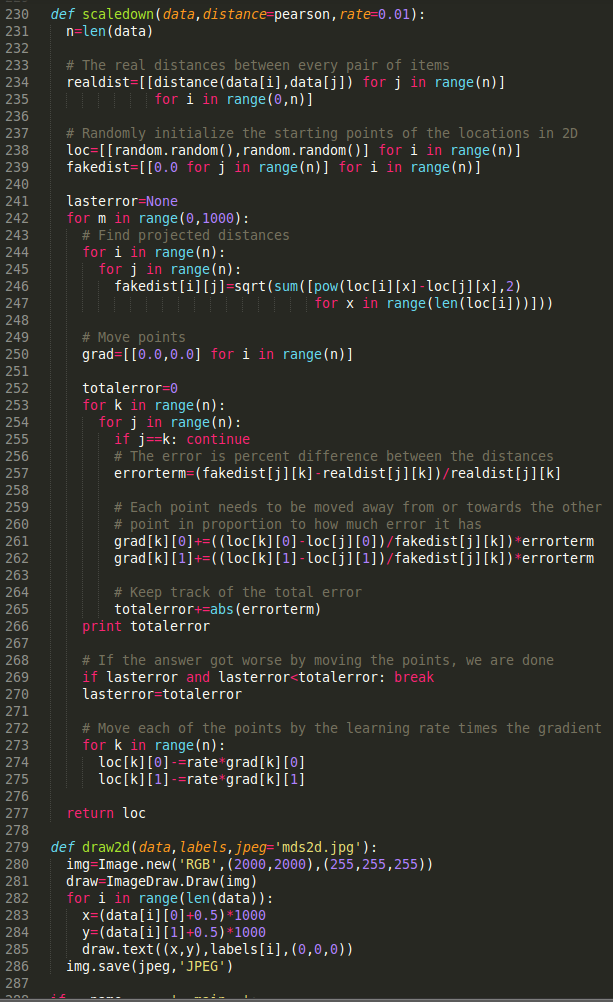 230 def scaledown(data,distance=pearson,rate=0.01):
231   n=len(data)
232
233   # The real distances between every pair of items
234   realdist=[[distance(data[i],data[j]) for j in range(n)]
235              for i in range(0,n)]
236
237   # Randomly initialize the starting points of the locations in 2D
238   loc=[[random.random(),random.random()] for i in range(n)]
239   fakedist=[[0.0 for j in range(n)] for i in range(n)]
240
241   lasterror=None
242   for m in range(0,1000):
243     # Find projected distances
244     for i in range(n):
245       for j in range(n):
246         fakedist[i][j]=sqrt(sum([pow(loc[i][x]-loc[j][x],2)
247                                  for x in range(len(loc[i]))]))
248
249     # Move points
250     grad=[[0.0,0.0] for i in range(n)]
251
252     totalerror=0
253     for k in range(n):
254       for j in range(n):
255         if j==k: continue
256         # The error is percent difference between the distances
257         errorterm=(fakedist[j][k]-realdist[j][k])/realdist[j][k]
258
259         # Each point needs to be moved away from or towards the other
260         # point in proportion to how much error it has
261         grad[k][0]+=((loc[k][0]-loc[j][0])/fakedist[j][k])*errorterm
262         grad[k][1]+=((loc[k][1]-loc[j][1])/fakedist[j][k])*errorterm
263
264         # Keep track of the total error
265         totalerror+=abs(errorterm)
266     print totalerror
267
268     # If the answer got worse by moving the points, we are done
269     if lasterror and lasterror<totalerror: break
270     lasterror=totalerror
271
272     # Move each of the points by the learning rate times the gradient
273     for k in range(n):
274       loc[k][0]-=rate*grad[k][0]
275       loc[k][1]-=rate*grad[k][1]
276
277   return loc
278
279 def draw2d(data,labels,jpeg='mds2d.jpg'):
280   img=Image.new('RGB',(2000,2000),(255,255,255))
281   draw=ImageDraw.Draw(img)
282   for i in range(len(data)):
283     x=(data[i][0]+0.5)*1000
284     y=(data[i][1]+0.5)*1000
285     draw.text((x,y),labels[i],(0,0,0))
286   img.save(jpeg,'JPEG')
287